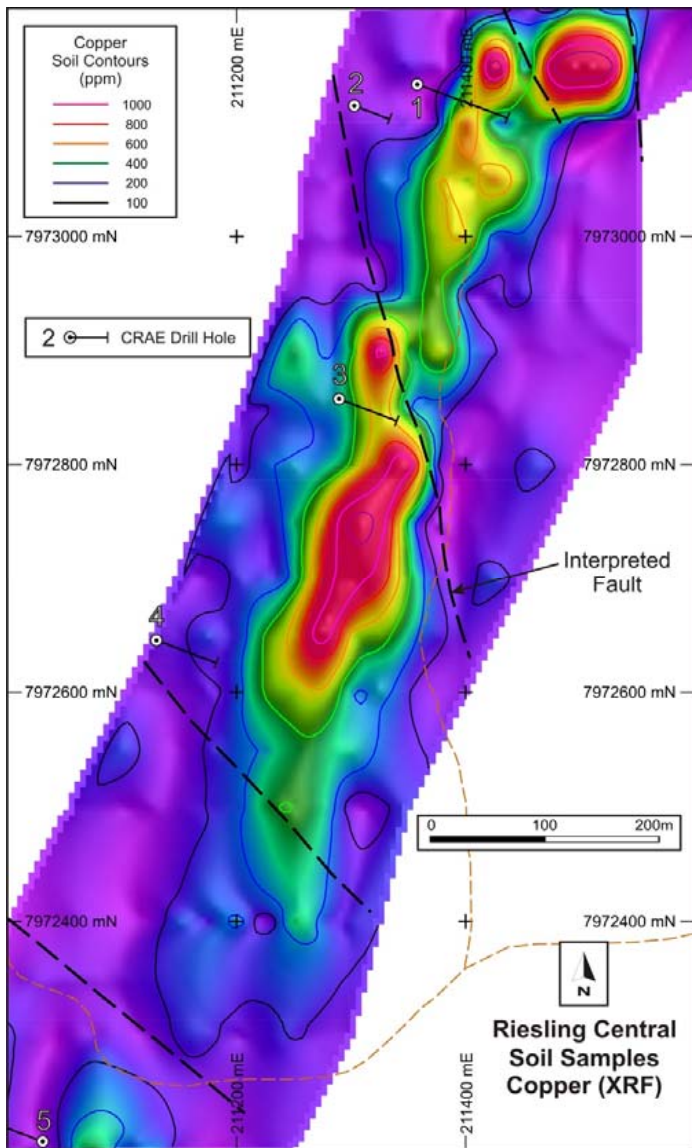 Copper
Soil Contours
(ppm)
1000
800
600
400
200
100
211200 mE
211400 mE
2
1
7973000 mN
7973000 mN
2 CRAE Drill Hole
3
7972800 mN
7972800 mN
Interpreted
Fault
4
7972600 mN
7972600 mN
0 100 200m
7972400 mN
7972400 mN
N
Riesling Central
Soil Samples
Copper (XRF)
211200 mE
211400 mE
5